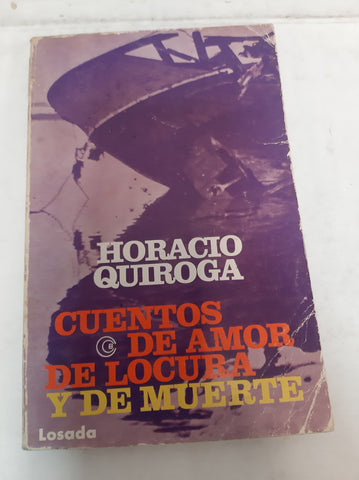 HORACIO
QUIROGA
CUENTOS
DE AMOR
DE LOCURA
Y DE MUERTE
Losada